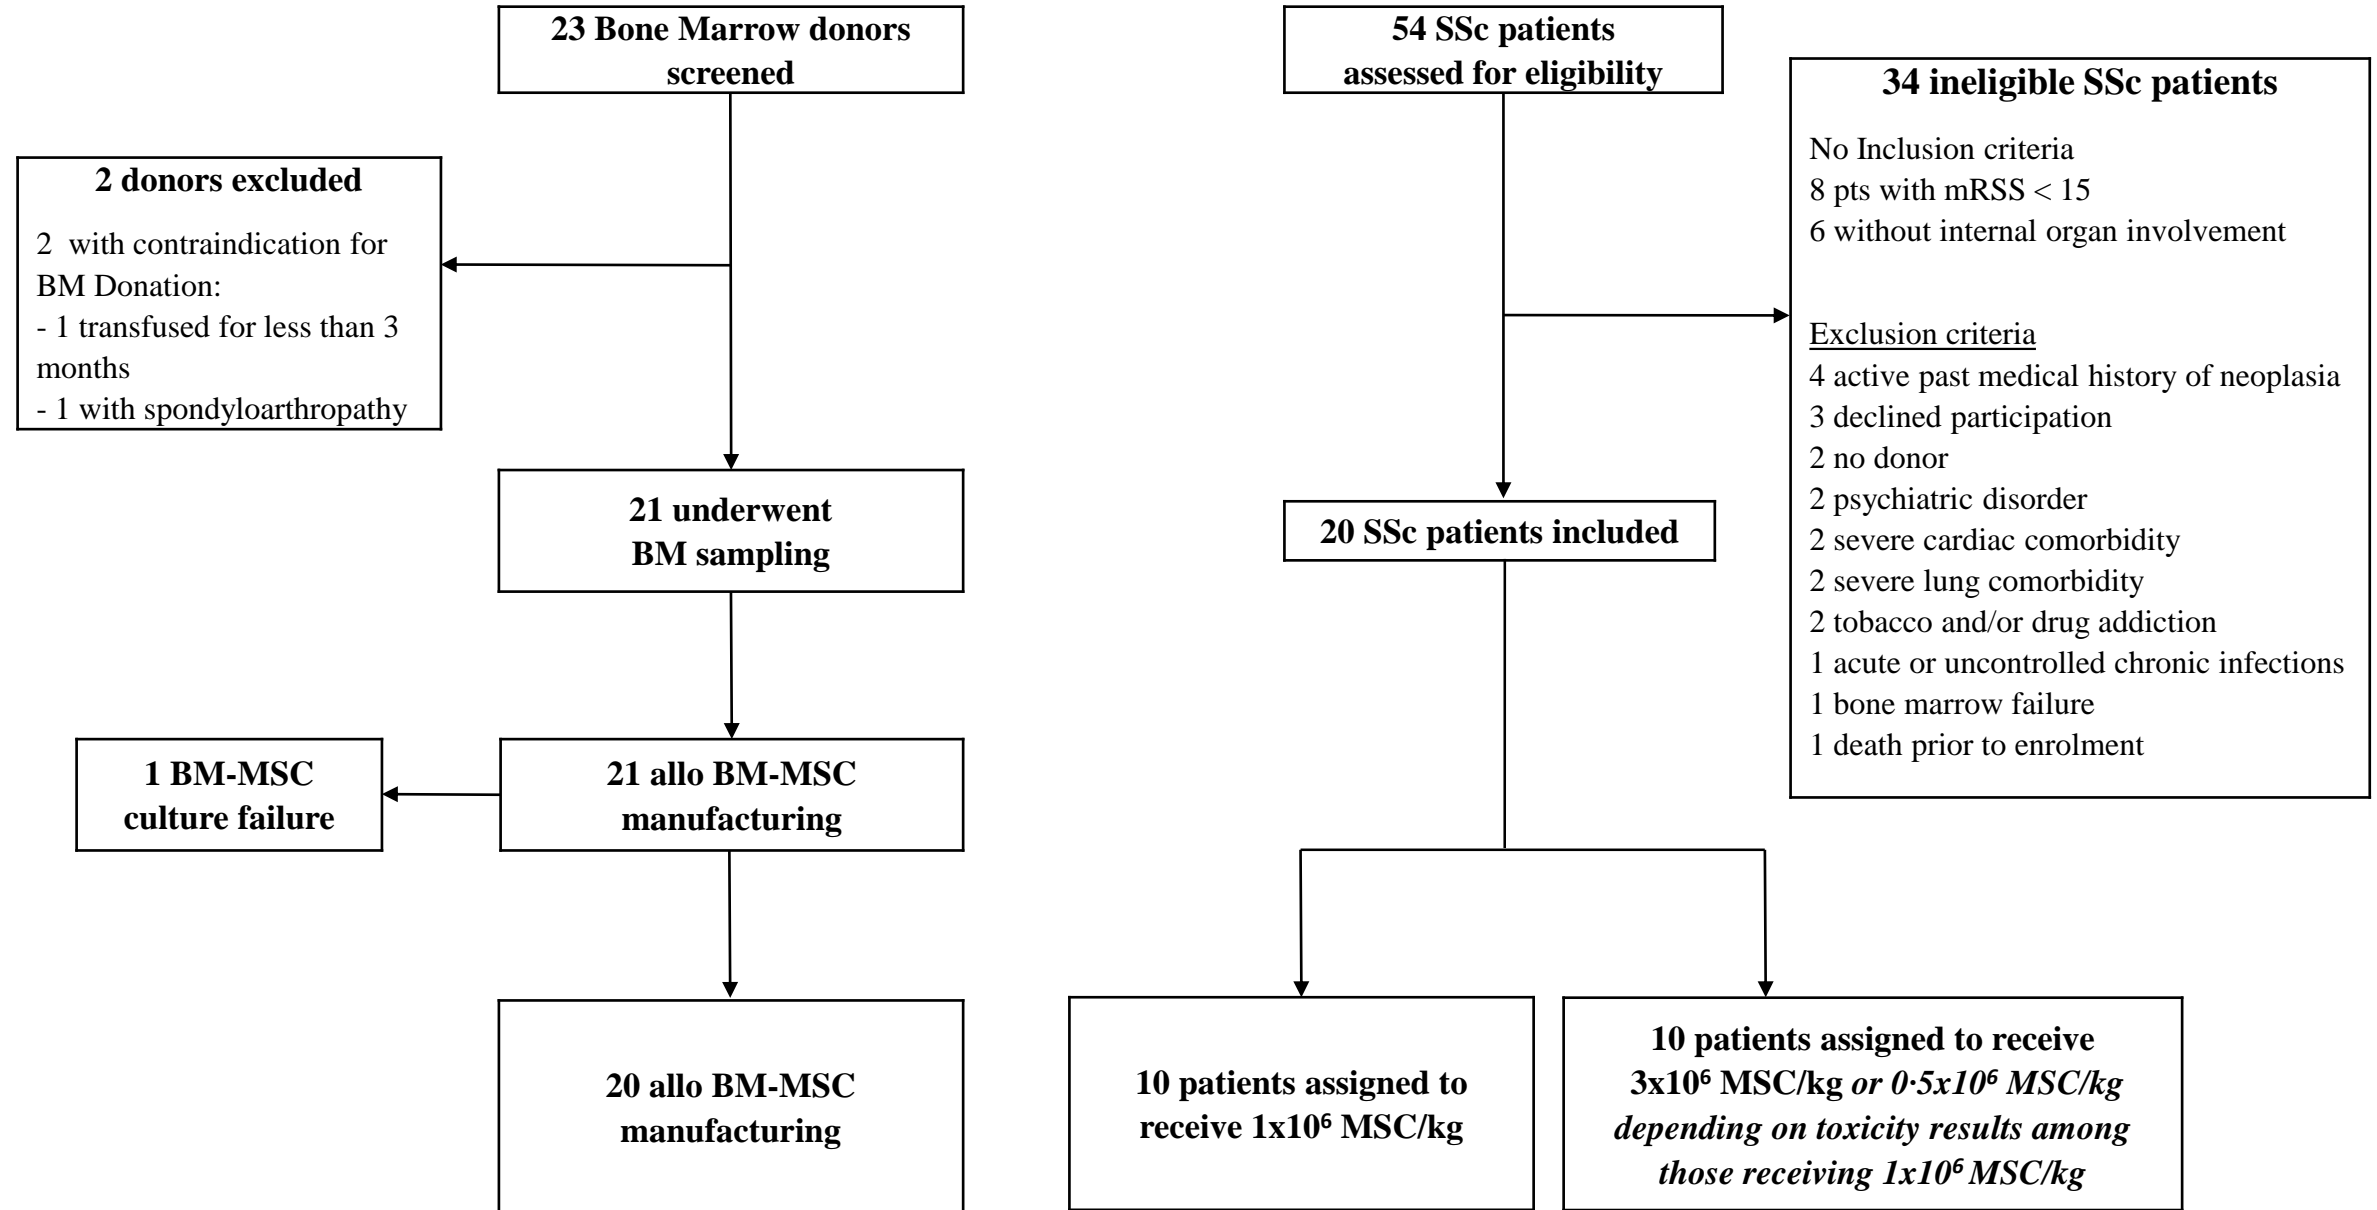 23 Bone Marrow donors
screened
2 donors excluded
2 with contraindication for
BM Donation:
- 1 transfused for less than 3
months
- 1 with spondyloarthropathy
21 underwent
BM sampling
1 BM-MSC
culture failure
21 allo BM-MSC
manufacturing
20 allo BM-MSC
manufacturing
54 SSc patients
assessed for eligibility
34 ineligible SSc patients
No Inclusion criteria
8 pts with mRSS < 15
6 without internal organ involvement
Exclusion criteria
4 active past medical history of neoplasia
3 declined participation
2 no donor
2 psychiatric disorder
2 severe cardiac comorbidity
2 severe lung comorbidity
2 tobacco and/or drug addiction
1 acute or uncontrolled chronic infections
1 bone marrow failure
1 death prior to enrolment
20 SSc patients included
10 patients assigned to
receive 1x10⁶ MSC/kg
10 patients assigned to receive
3x10⁶ MSC/kg or 0·5x10⁶ MSC/kg
depending on toxicity results among
those receiving 1x10⁶ MSC/kg